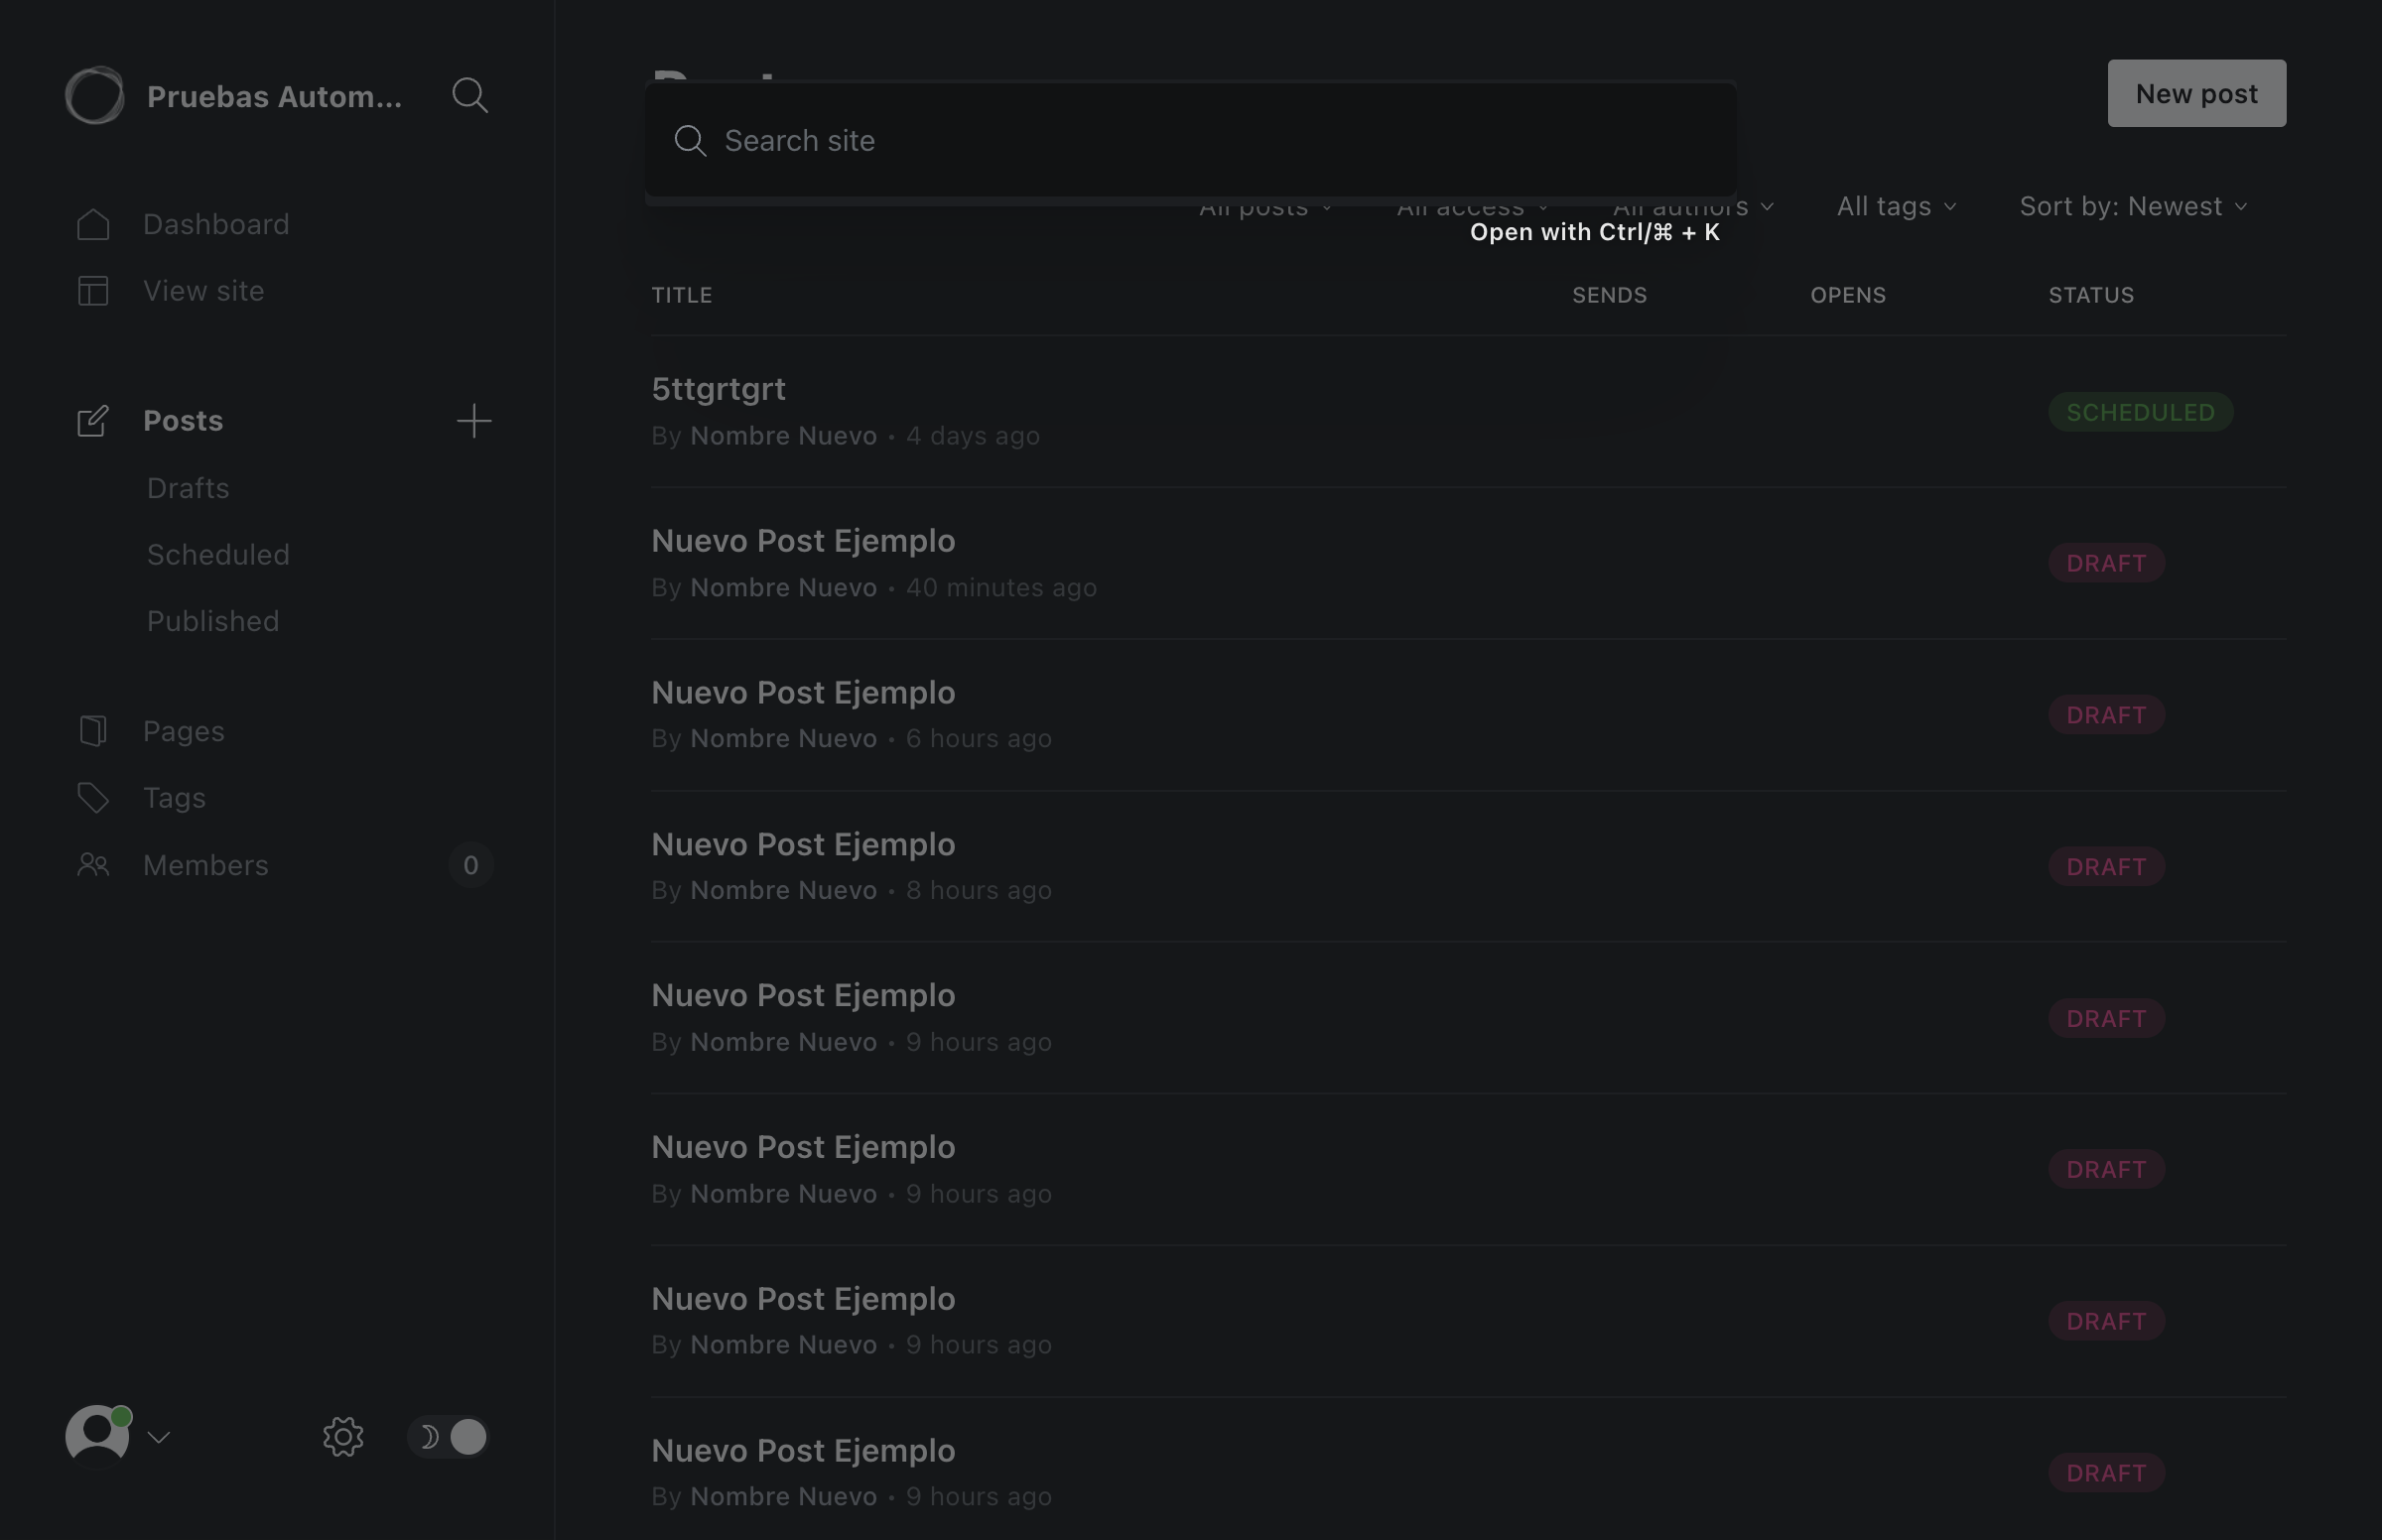 Pruebas Autom...
Dashboard
View site
Posts
Drafts
Scheduled
Published
Pages
Tags
Members 0
New post
Search site
All posts All access All authors All tags Sort by: Newest
Open with Ctrl/⌘ + K
TITLE SENDS OPENS STATUS
5ttgrtgrt
By Nombre Nuevo • 4 days ago
SCHEDULED
Nuevo Post Ejemplo
By Nombre Nuevo • 40 minutes ago
DRAFT
Nuevo Post Ejemplo
By Nombre Nuevo • 6 hours ago
DRAFT
Nuevo Post Ejemplo
By Nombre Nuevo • 8 hours ago
DRAFT
Nuevo Post Ejemplo
By Nombre Nuevo • 9 hours ago
DRAFT
Nuevo Post Ejemplo
By Nombre Nuevo • 9 hours ago
DRAFT
Nuevo Post Ejemplo
By Nombre Nuevo • 9 hours ago
DRAFT
Nuevo Post Ejemplo
By Nombre Nuevo • 9 hours ago
DRAFT